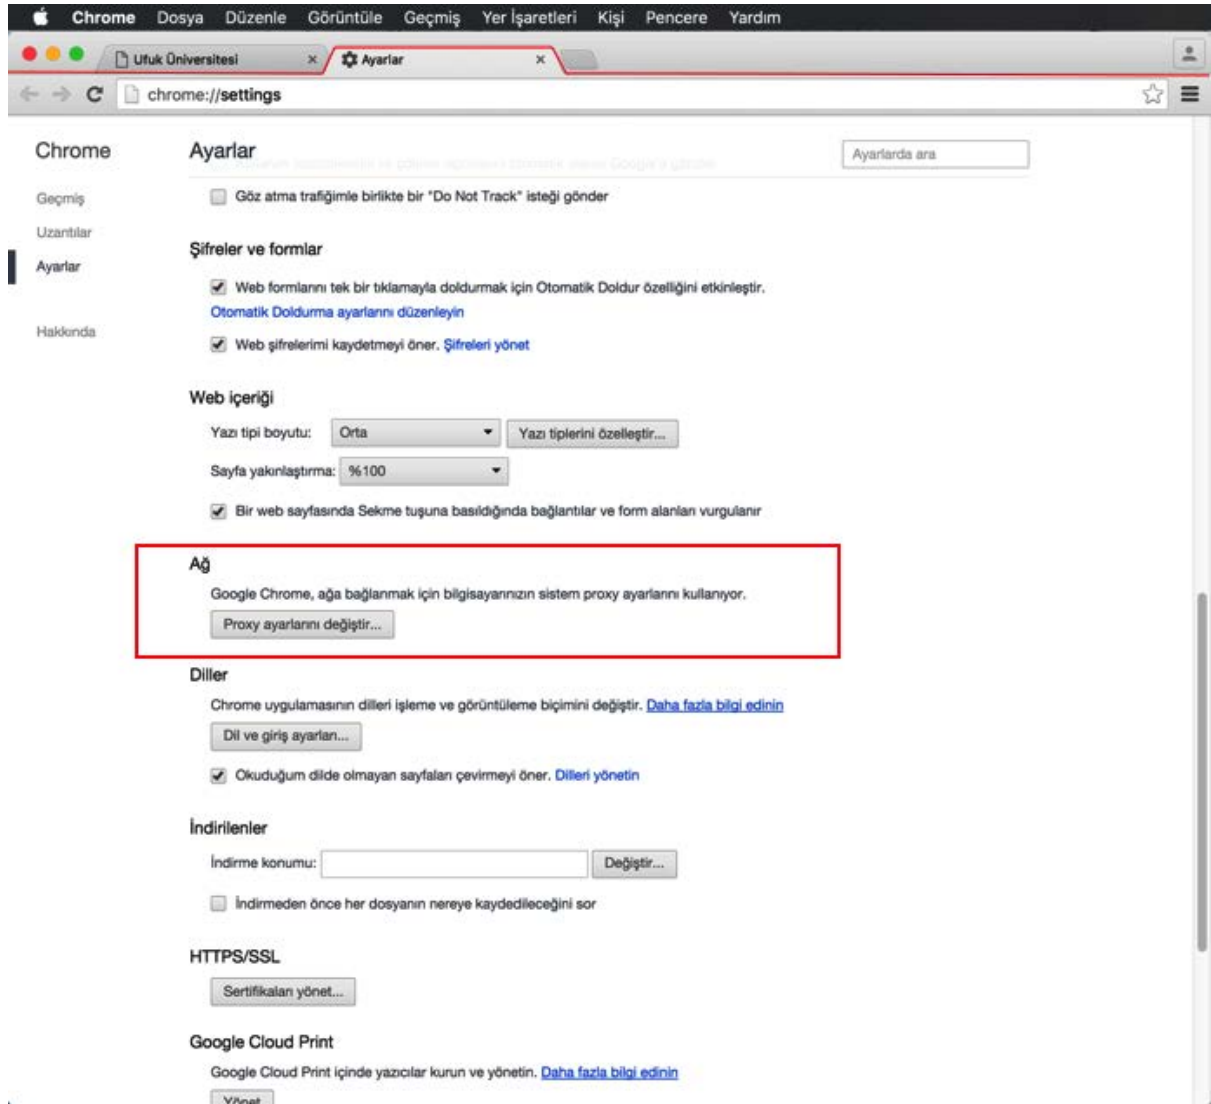 Chrome Dosya Düzenle Görüntüle Geçmiş Yer İşaretleri Kişi Pencere Yardım
Ufuk Üniversitesi × Ayarlar ×
chrome://settings
Chrome
Ayarlar
Ayarlarda ara
Geçmiş
Göz atma trafiğimle birlikte bir "Do Not Track" isteği gönder
Uzantılar
Ayarlar
Hakkında
Şifreler ve formlar
Web formlarını tek bir tıklamayla doldurmak için Otomatik Doldur özelliğini etkinleştir.
Otomatik Doldurma ayarlarını düzenleyin
Web şifrelerimi kaydetmeyi öner. Şifreleri yönet
Web içeriği
Yazı tipi boyutu: Orta Yazı tiplerini özelleştir...
Sayfa yakınlaştırma: %100
Bir web sayfasında Sekme tuşuna basıldığında bağlantılar ve form alanları vurgulanır
Ağ
Google Chrome, ağa bağlanmak için bilgisayarınızın sistem proxy ayarlarını kullanıyor.
Proxy ayarlarını değiştir...
Diller
Chrome uygulamasının dilleri işleme ve görüntüleme biçimini değiştir. Daha fazla bilgi edinin
Dil ve giriş ayarları...
Okuduğum dilde olmayan sayfaları çevirmeyi öner. Dilleri yönetin
İndirilenler
İndirme konumu: Değiştir...
İndirmeden önce her dosyanın nereye kaydedileceğini sor
HTTPS/SSL
Sertifikaları yönet...
Google Cloud Print
Google Cloud Print içinde yazıcılar kurun ve yönetin. Daha fazla bilgi edinin
Yönet